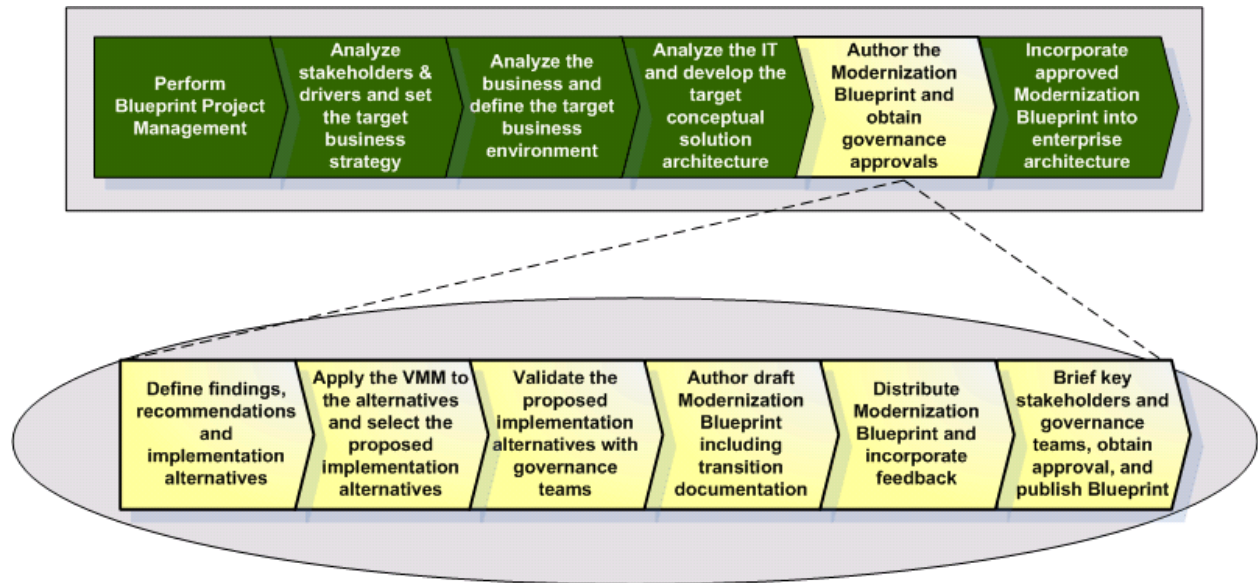 Perform
Blueprint Project
Management
Analyze
stakeholders &
drivers and set
the target
business
strategy
Analyze the
business and
define the target
business
environment
Analyze the IT
and develop the
target
conceptual
solution
architecture
Author the
Modernization
Blueprint and
obtain
governance
approvals
Incorporate
approved
Modernization
Blueprint into
enterprise
architecture
Define findings,
recommendations
and
implementation
alternatives
Apply the VMM to
the alternatives
and select the
proposed
implementation
alternatives
Validate the
proposed
implementation
alternatives with
governance
teams
Author draft
Modernization
Blueprint
including
transition
documentation
Distribute
Modernization
Blueprint and
incorporate
feedback
Brief key
stakeholders and
governance
teams, obtain
approval, and
publish Blueprint